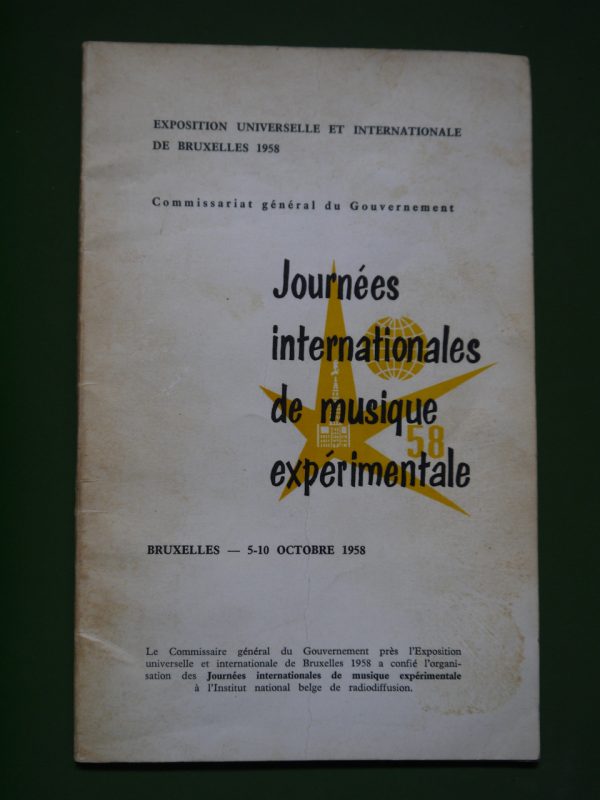 EXPOSITION UNIVERSELLE ET INTERNATIONALE
DE BRUXELLES 1958
Commissariat général du Gouvernement
Journées
internationales
de musique
58
expérimentale
BRUXELLES — 5-10 OCTOBRE 1958
Le Commissaire général du Gouvernement près l'Exposition
universelle et internationale de Bruxelles 1958 a confié l'organi-
sation des Journées internationales de musique expérimentale
à l'Institut national belge de radiodiffusion.